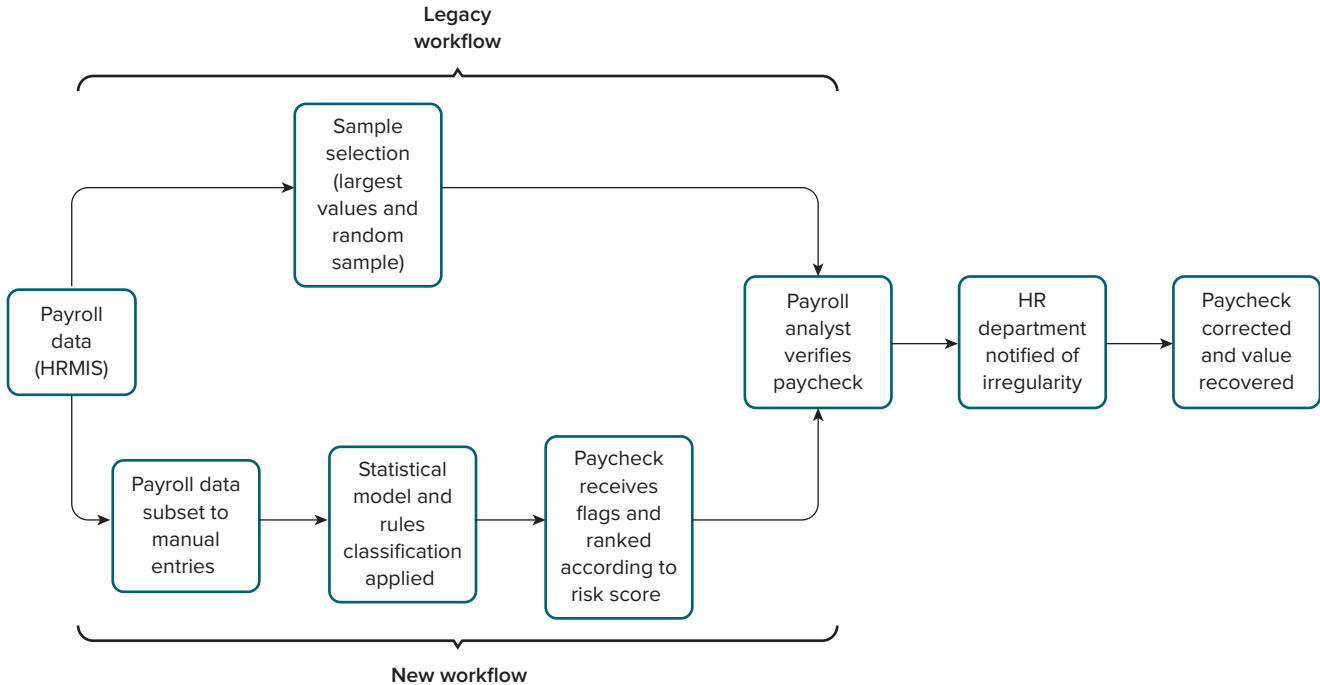 Legacy
workflow
Sample
selection
(largest
values and
random
sample)
Payroll
data
(HRMIS)
Payroll
analyst
verifies
paycheck
HR
department
notified of
irregularity
Paycheck
corrected
and value
recovered
Payroll data
subset to
manual
entries
Statistical
model and
rules
classification
applied
Paycheck
receives
flags and
ranked
according to
risk score
New workflow